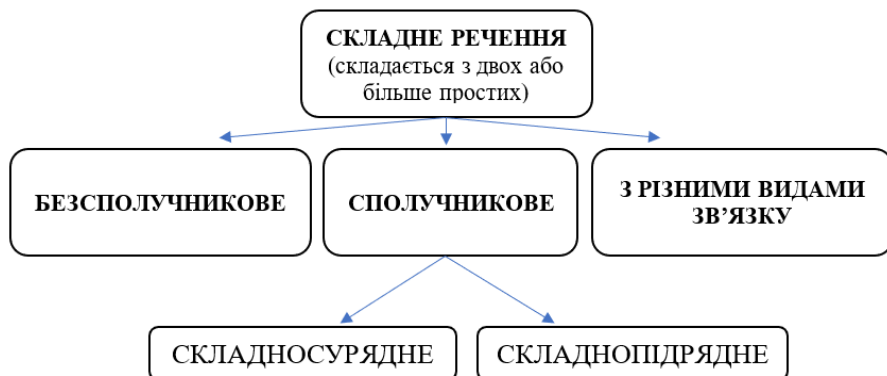 СКЛАДНЕ РЕЧЕННЯ
(складається з двох або
більше простих)
БЕЗСПОЛУЧНИКОВЕ
СПОЛУЧНИКОВЕ
З РІЗНИМИ ВИДАМИ
ЗВ’ЯЗКУ
СКЛАДНОСУРЯДНЕ
СКЛАДНОПІДРЯДНЕ